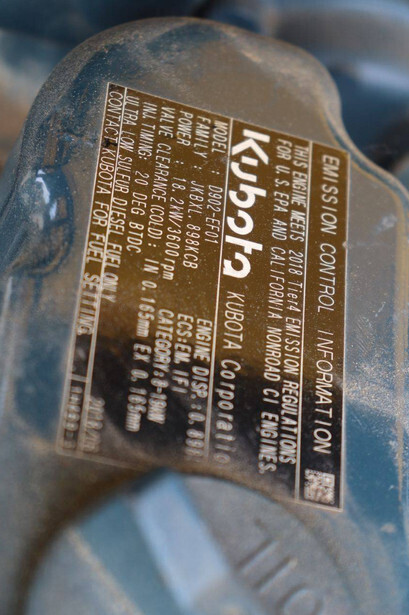 EMISSION CONTROL INFORMATION
THIS ENGINE MEETS 2018 Tier4 EMISSION REGULATIONS
FOR U.S. EPA AND CALIFORNIA NONROAD CI ENGINES.
Kubota KUBOTA Corporation
MODEL : D902-EF01 ENGINE DISP.:
FAMILY : JKBXL.898KCB ECS:EM, IFI
POWER : 18.2kW/3600rpm CATEGORY:8-19kW
VALVE CLEARANCE (COLD): IN 0.165mm EX 0.165mm
INJ. TIMING: 20 DEG BTDC
ULTRA LOW SULFUR DIESEL FUEL ONLY
CONTACT KUBOTA FOR FUEL SETTING
OIL